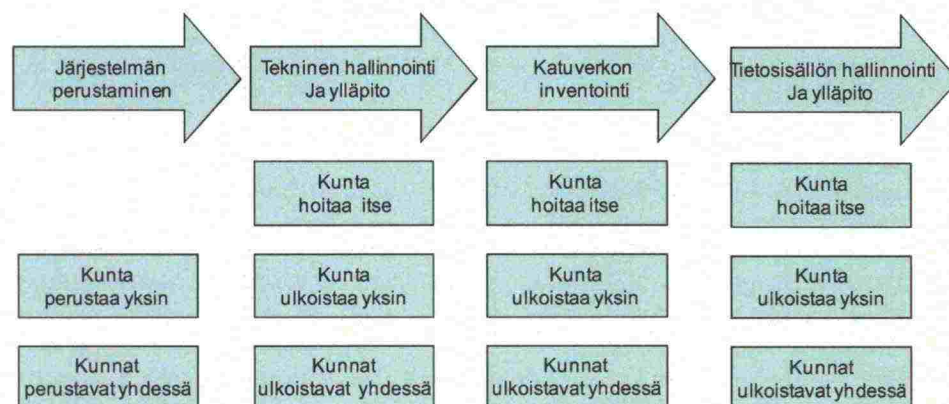 Järjestelmän
perustaminen
Tekninen hallinnointi
Ja ylläpito
Katuverkon
inventointi
Tietosisällön hallinnointi
Ja ylläpito
Kunta
hoitaa itse
Kunta
hoitaa itse
Kunta
hoitaa itse
Kunta
perustaa yksin
Kunta
ulkoistaa yksin
Kunta
ulkoistaa yksin
Kunta
ulkoistaa yksin
Kunnat
perustavat yhdessä
Kunnat
ulkoistavat yhdessä
Kunnat
ulkoistavat yhdessä
Kunnat
ulkoistavat yhdessä